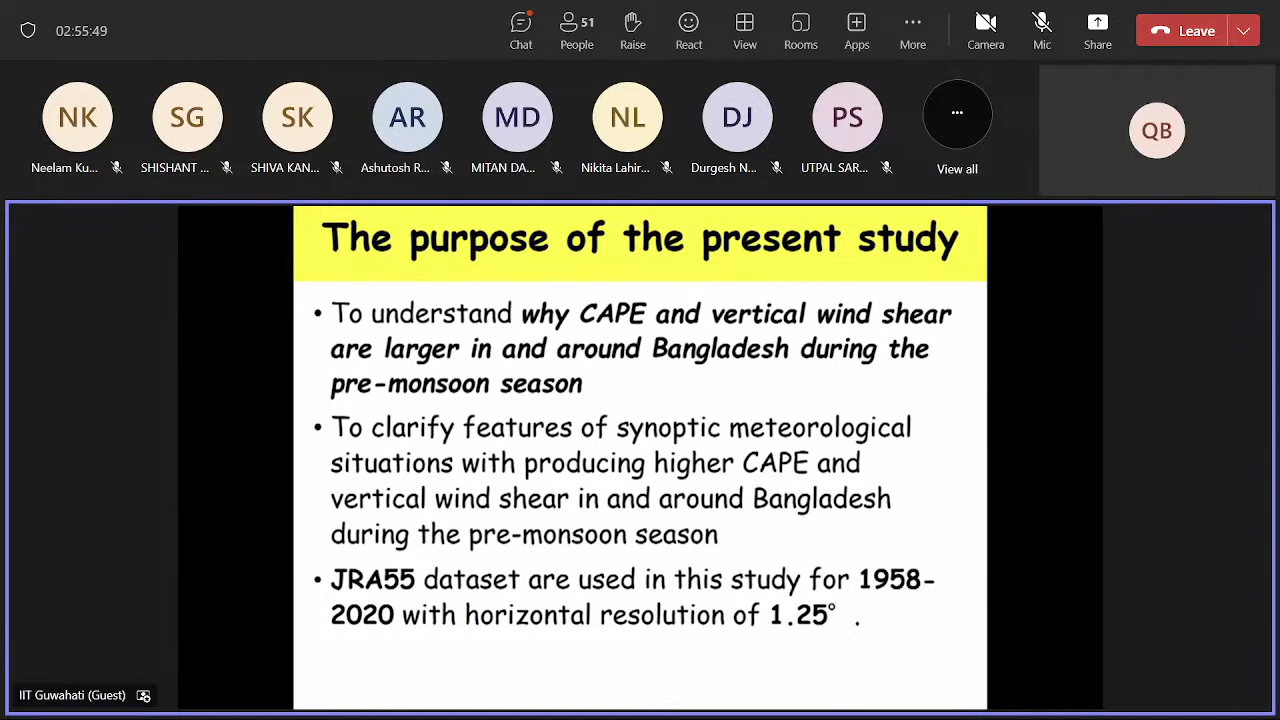 02:55:49
Chat
51
People
Raise
React
View
Rooms
Apps
More
Camera
Mic
Share
Leave
NK
SG
SK
AR
MD
NL
DJ
PS
QB
Neelam Ku...
SHISHANT ...
SHIVA KAN...
Ashutosh R...
MITAN DA...
Nikita Lahir...
Durgesh N...
UTPAL SAR...
View all
The purpose of the present study
• To understand why CAPE and vertical wind shear
are larger in and around Bangladesh during the
pre-monsoon season
• To clarify features of synoptic meteorological
situations with producing higher CAPE and
vertical wind shear in and around Bangladesh
during the pre-monsoon season
• JRA55 dataset are used in this study for 1958-
2020 with horizontal resolution of 1.25° .
IIT Guwahati (Guest)